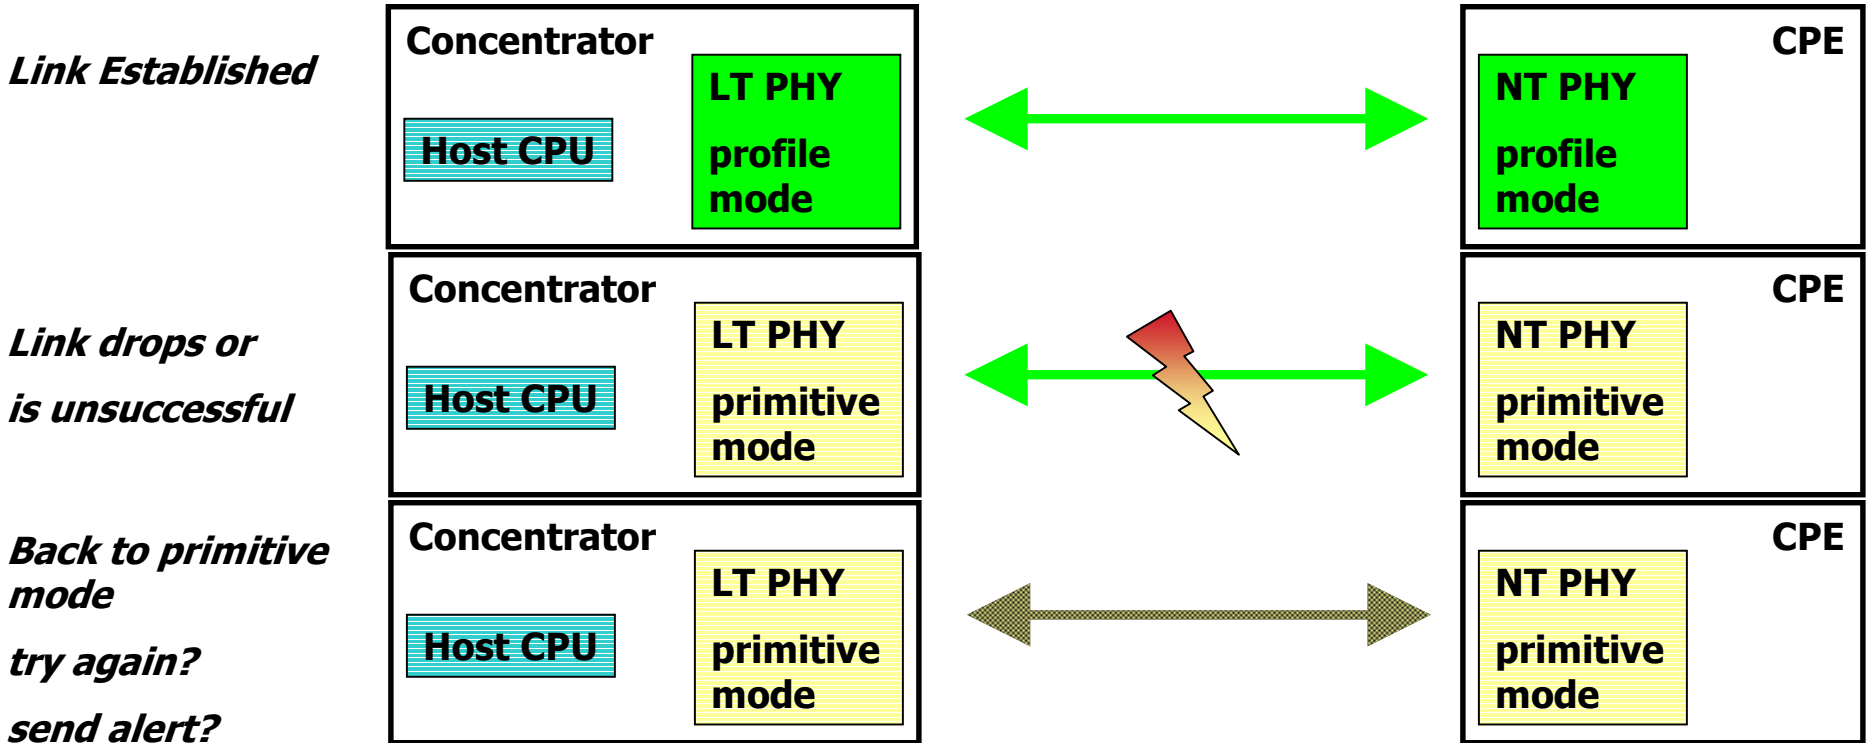 Link Established
Concentrator
Host CPU
LT PHY
profile
mode
CPE
NT PHY
profile
mode
Link drops or
is unsuccessful
Concentrator
Host CPU
LT PHY
primitive
mode
CPE
NT PHY
primitive
mode
Back to primitive
mode
try again?
send alert?
Concentrator
Host CPU
LT PHY
primitive
mode
CPE
NT PHY
primitive
mode